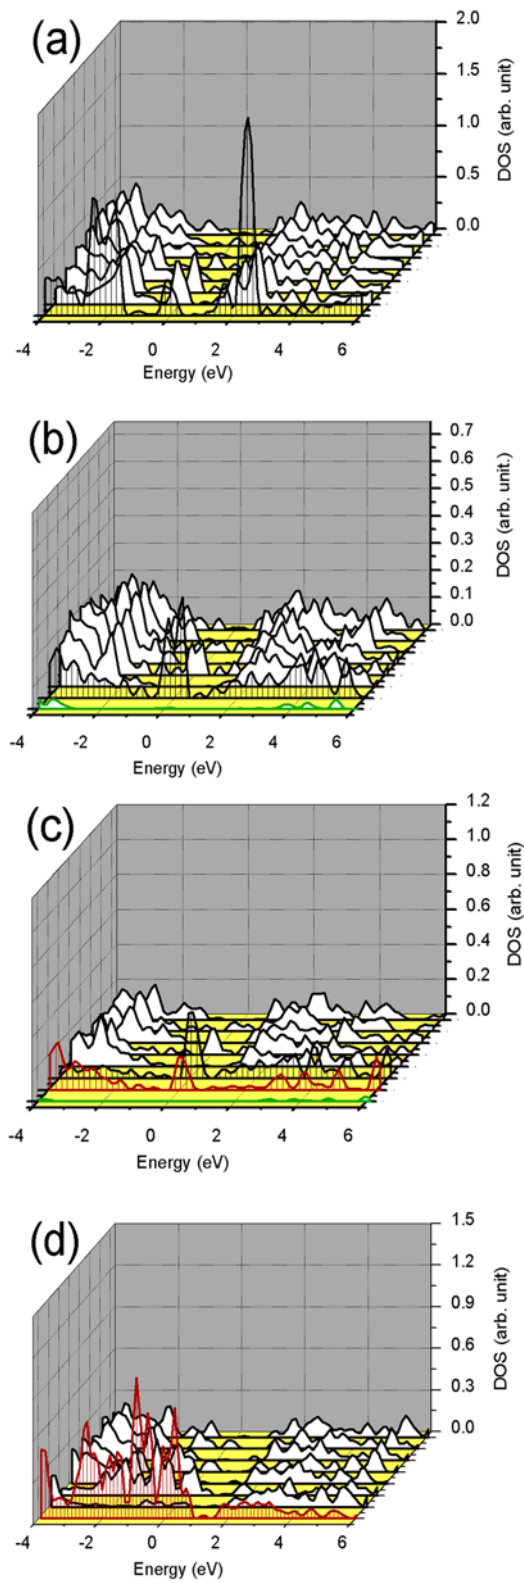 (a)
2.0
1.5
1.0
0.5
0.0
DOS (arb. unit)
-4 -2 0 2 4 6
Energy (eV)
(b)
0.7
0.6
0.5
0.4
0.3
0.2
0.1
0.0
DOS (arb. unit.)
-4 -2 0 2 4 6
Energy (eV)
(c)
1.2
1.0
0.8
0.6
0.4
0.2
0.0
DOS (arb. unit)
-4 -2 0 2 4 6
Energy (eV)
(d)
1.5
1.2
0.9
0.6
0.3
0.0
DOS (arb. unit)
-4 -2 0 2 4 6
Energy (eV)